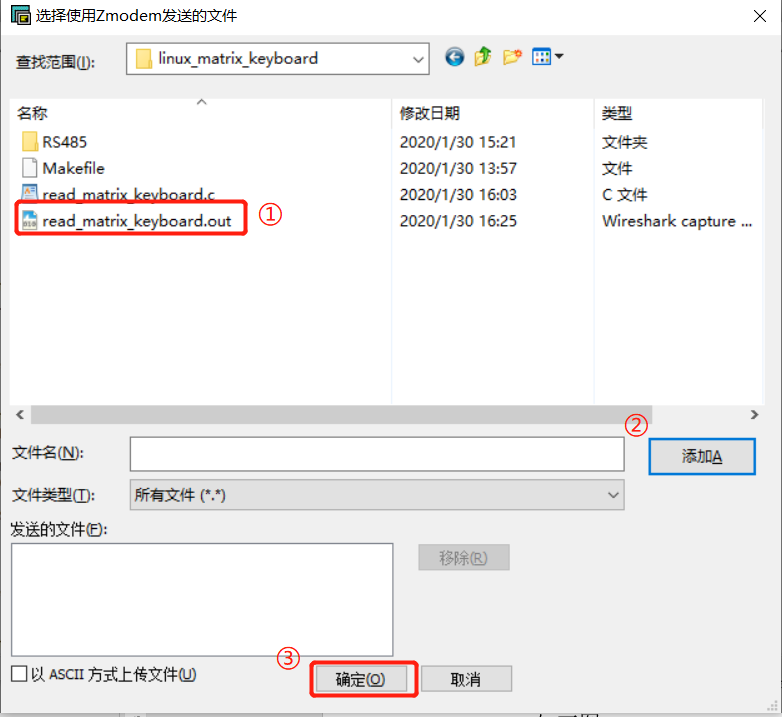 选择使用Zmodem发送的文件
查找范围(I): linux_matrix_keyboard
名称 修改日期 类型
RS485 2020/1/30 15:21 文件夹
Makefile 2020/1/30 13:57 文件
read_matrix_keyboard.c 2020/1/30 16:03 C 文件
read_matrix_keyboard.out ① 2020/1/30 16:25 Wireshark capture ...
②
文件名(N): 添加A
文件类型(T): 所有文件 (*.*)
发送的文件(F):
移除(R)
③
以 ASCII 方式上传文件(U) 确定(O) 取消